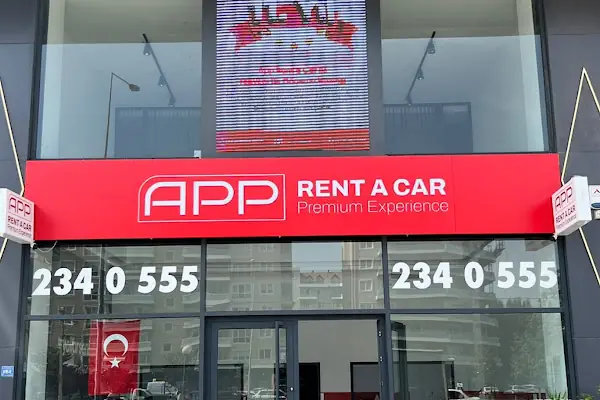 APP
RENT A CAR
Premium Experience
APP
RENT A CAR
APP
RENT A CAR
234 0 555
234 0 555